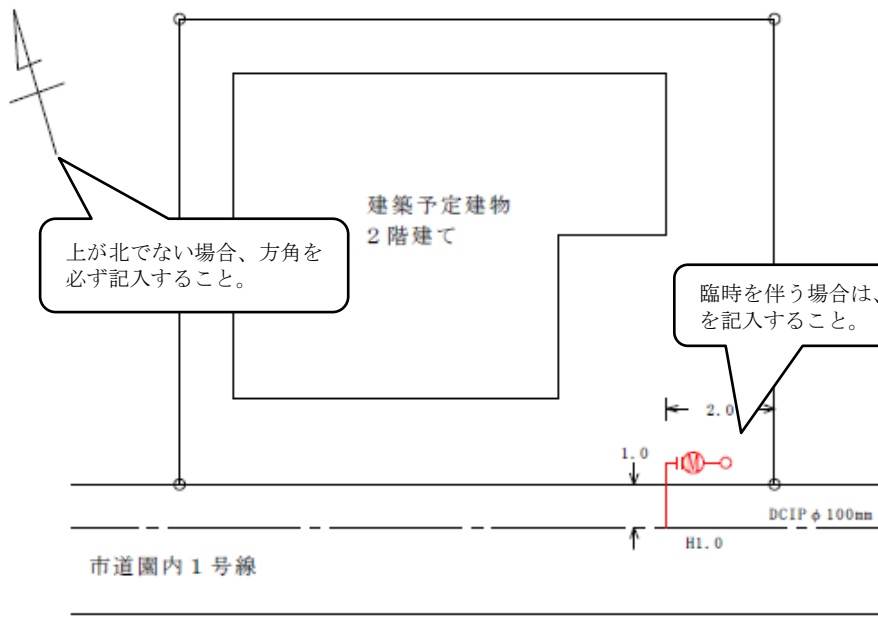 建築予定建物
2階建て
上が北でない場合、方角を
必ず記入すること。
臨時を伴う場合は、
を記入すること。
2.0
1.0
M
DCIPφ100mm
H1.0
市道園内1号線